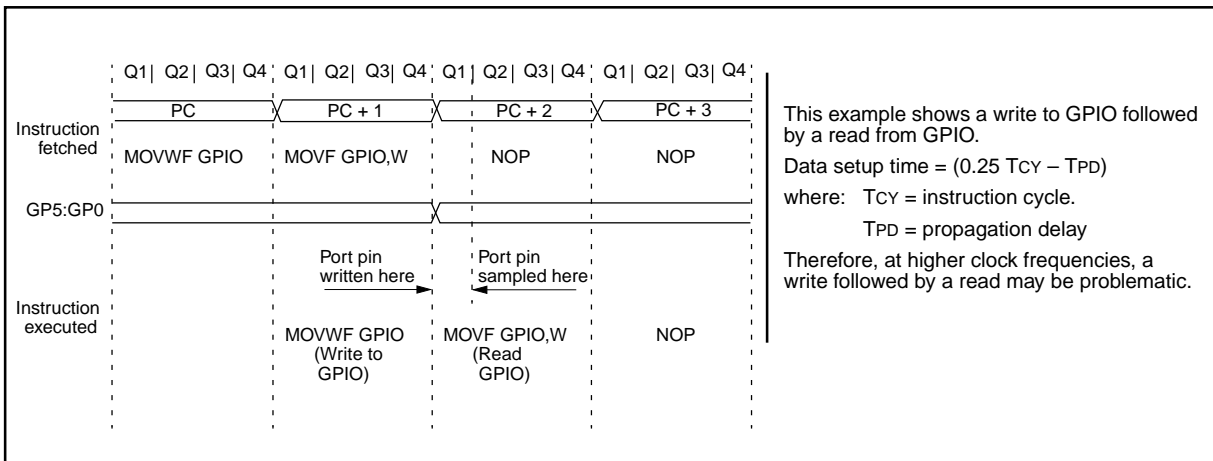 Q1| Q2| Q3| Q4 Q1| Q2| Q3| Q4 Q1| Q2| Q3| Q4 Q1| Q2| Q3| Q4
PC PC + 1 PC + 2 PC + 3
Instruction
fetched
MOVWF GPIO MOVF GPIO,W NOP NOP
GP5:GP0
Port pin
written here
Port pin
sampled here
Instruction
executed
MOVWF GPIO
(Write to
GPIO)
MOVF GPIO,W
(Read
GPIO)
NOP
This example shows a write to GPIO followed
by a read from GPIO.
Data setup time = (0.25 TCY – TPD)
where: TCY = instruction cycle.
TPD = propagation delay
Therefore, at higher clock frequencies, a
write followed by a read may be problematic.